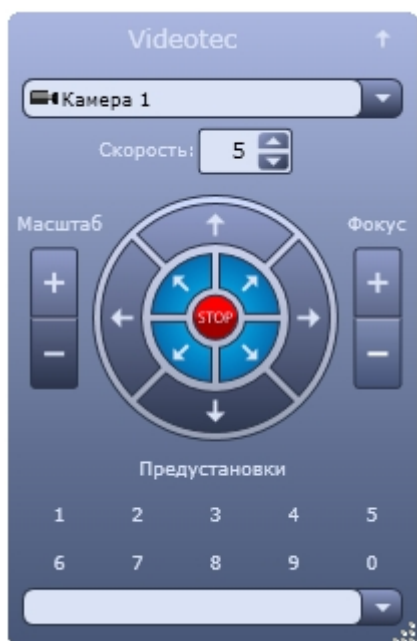 Videotec
Камера 1
Скорость: 5
Масштаб
Фокус
STOP
Предустановки
1 2 3 4 5
6 7 8 9 0